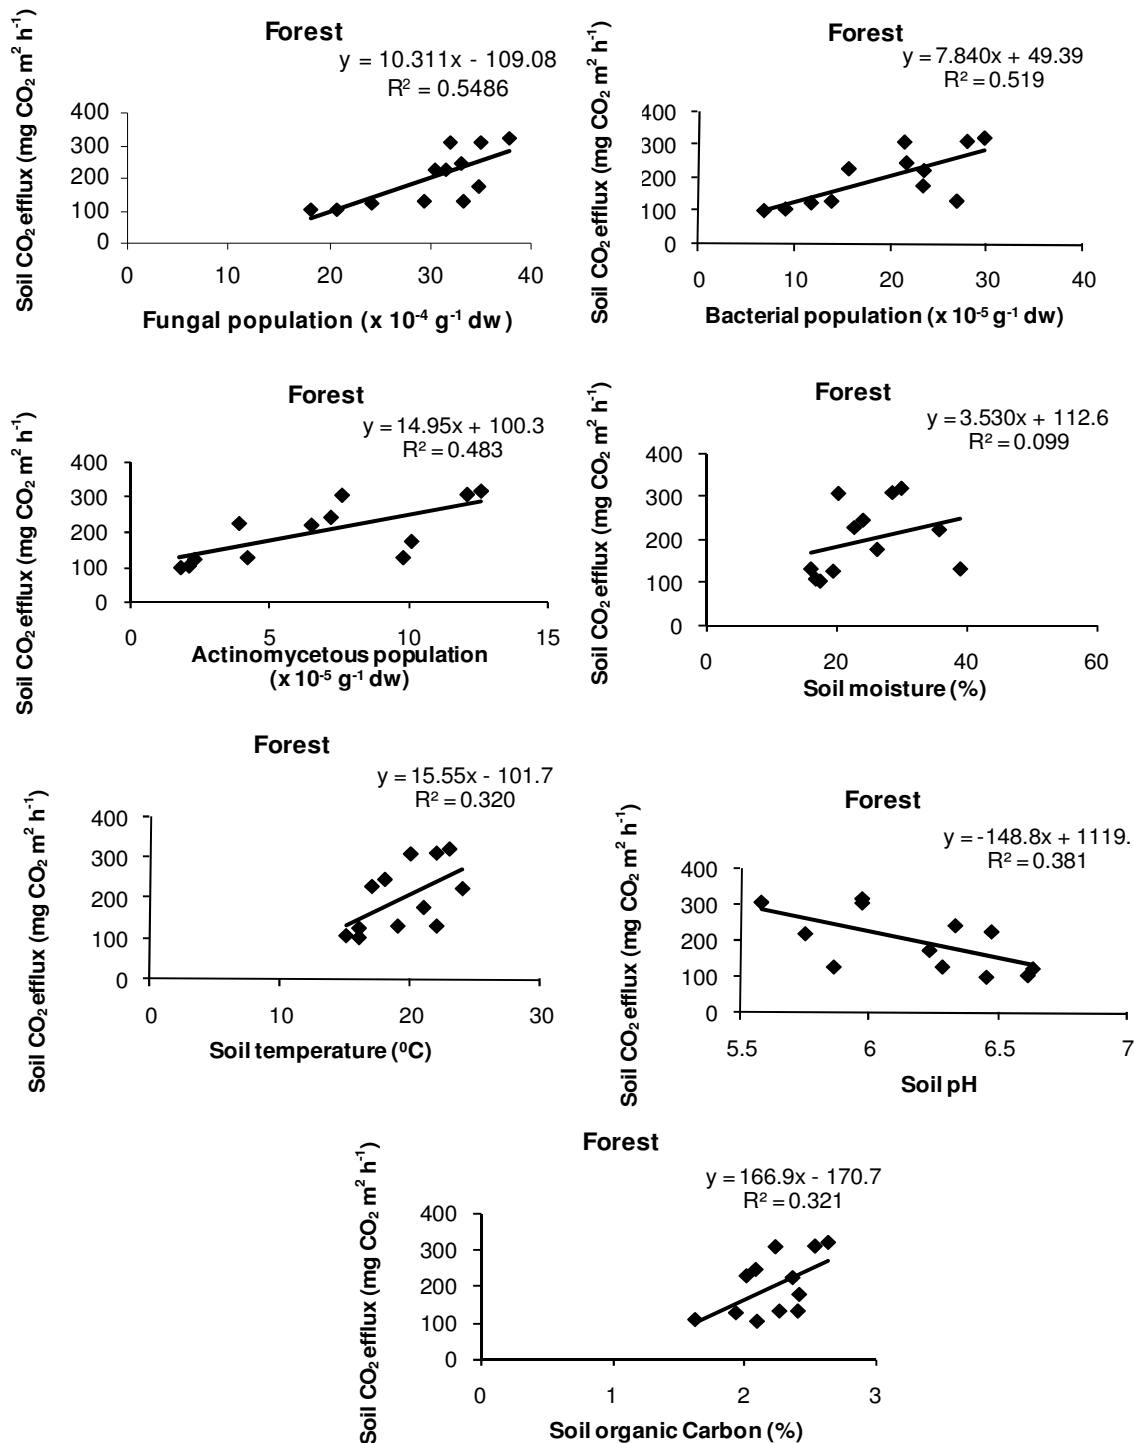 Forest
y = 10.311x - 109.08
R² = 0.5486
Soil CO₂ efflux (mg CO₂ m² h⁻¹)
400
300
200
100
0
0 10 20 30 40
Fungal population (x 10⁻⁴ g⁻¹ dw)
Forest
y = 7.840x + 49.39
R² = 0.519
Soil CO₂ efflux (mg CO₂ m² h⁻¹)
400
300
200
100
0
0 10 20 30 40
Bacterial population (x 10⁻⁵ g⁻¹ dw)
Forest
y = 14.95x + 100.3
R² = 0.483
Soil CO₂ efflux (mg CO₂ m² h⁻¹)
400
300
200
100
0
0 5 10 15
Actinomycetous population
(x 10⁻⁵ g⁻¹ dw)
Forest
y = 3.530x + 112.6
R² = 0.099
Soil CO₂ efflux (mg CO₂ m² h⁻¹)
400
300
200
100
0
0 20 40 60
Soil moisture (%)
Forest
y = 15.55x - 101.7
R² = 0.320
Soil CO₂ efflux (mg CO₂ m² h⁻¹)
400
300
200
100
0
0 10 20 30
Soil temperature (⁰C)
Forest
y = -148.8x + 1119.
R² = 0.381
Soil CO₂ efflux (mg CO₂ m² h⁻¹)
400
300
200
100
0
5.5 6 6.5 7
Soil pH
Forest
y = 166.9x - 170.7
R² = 0.321
Soil CO₂ efflux (mg CO₂ m² h⁻¹)
400
300
200
100
0
0 1 2 3
Soil organic Carbon (%)